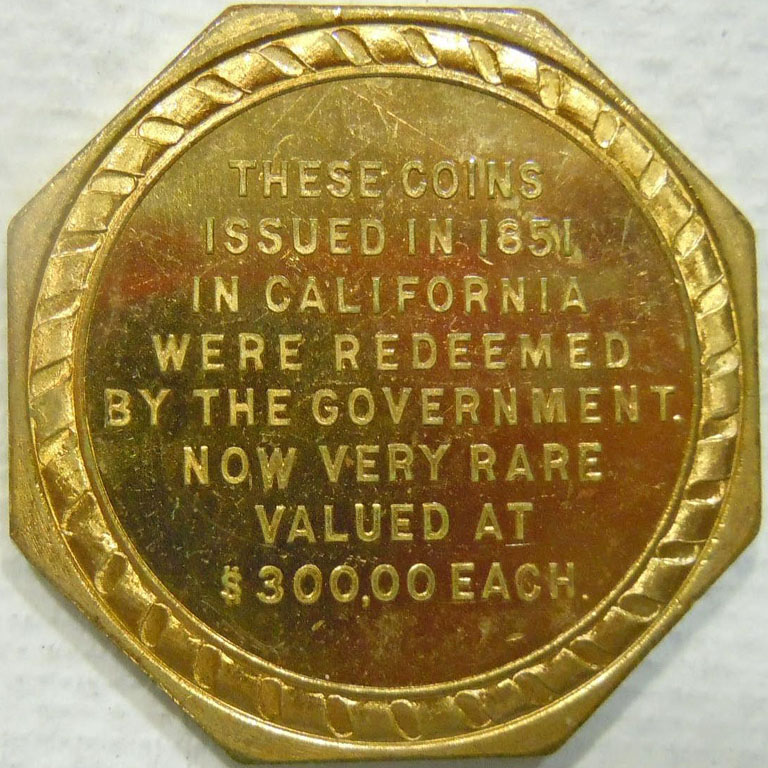 THESE COINS
ISSUED IN 1851
IN CALIFORNIA
WERE REDEEMED
BY THE GOVERNMENT.
NOW VERY RARE
VALUED AT
$300,00 EACH.